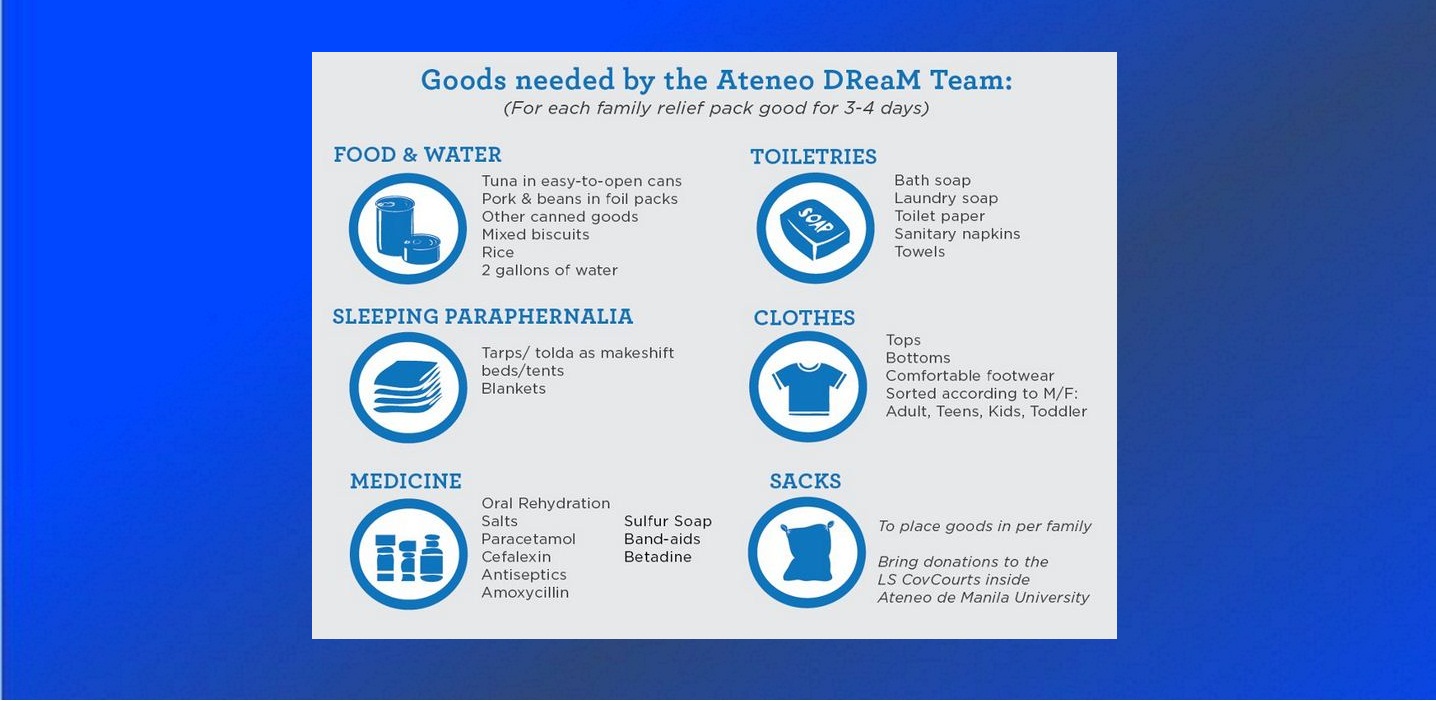 Goods needed by the Ateneo DReaM Team:
(For each family relief pack good for 3-4 days)
FOOD & WATER
Tuna in easy-to-open cans
Pork & beans in foil packs
Other canned goods
Mixed biscuits
Rice
2 gallons of water
TOILETRIES
SOAP
Bath soap
Laundry soap
Toilet paper
Sanitary napkins
Towels
SLEEPING PARAPHERNALIA
Tarps/ tolda as makeshift
beds/tents
Blankets
CLOTHES
Tops
Bottoms
Comfortable footwear
Sorted according to M/F:
Adult, Teens, Kids, Toddler
MEDICINE
Oral Rehydration
Salts
Paracetamol
Cefalexin
Antiseptics
Amoxycillin
Sulfur Soap
Band-aids
Betadine
SACKS
To place goods in per family
Bring donations to the
LS CovCourts inside
Ateneo de Manila University